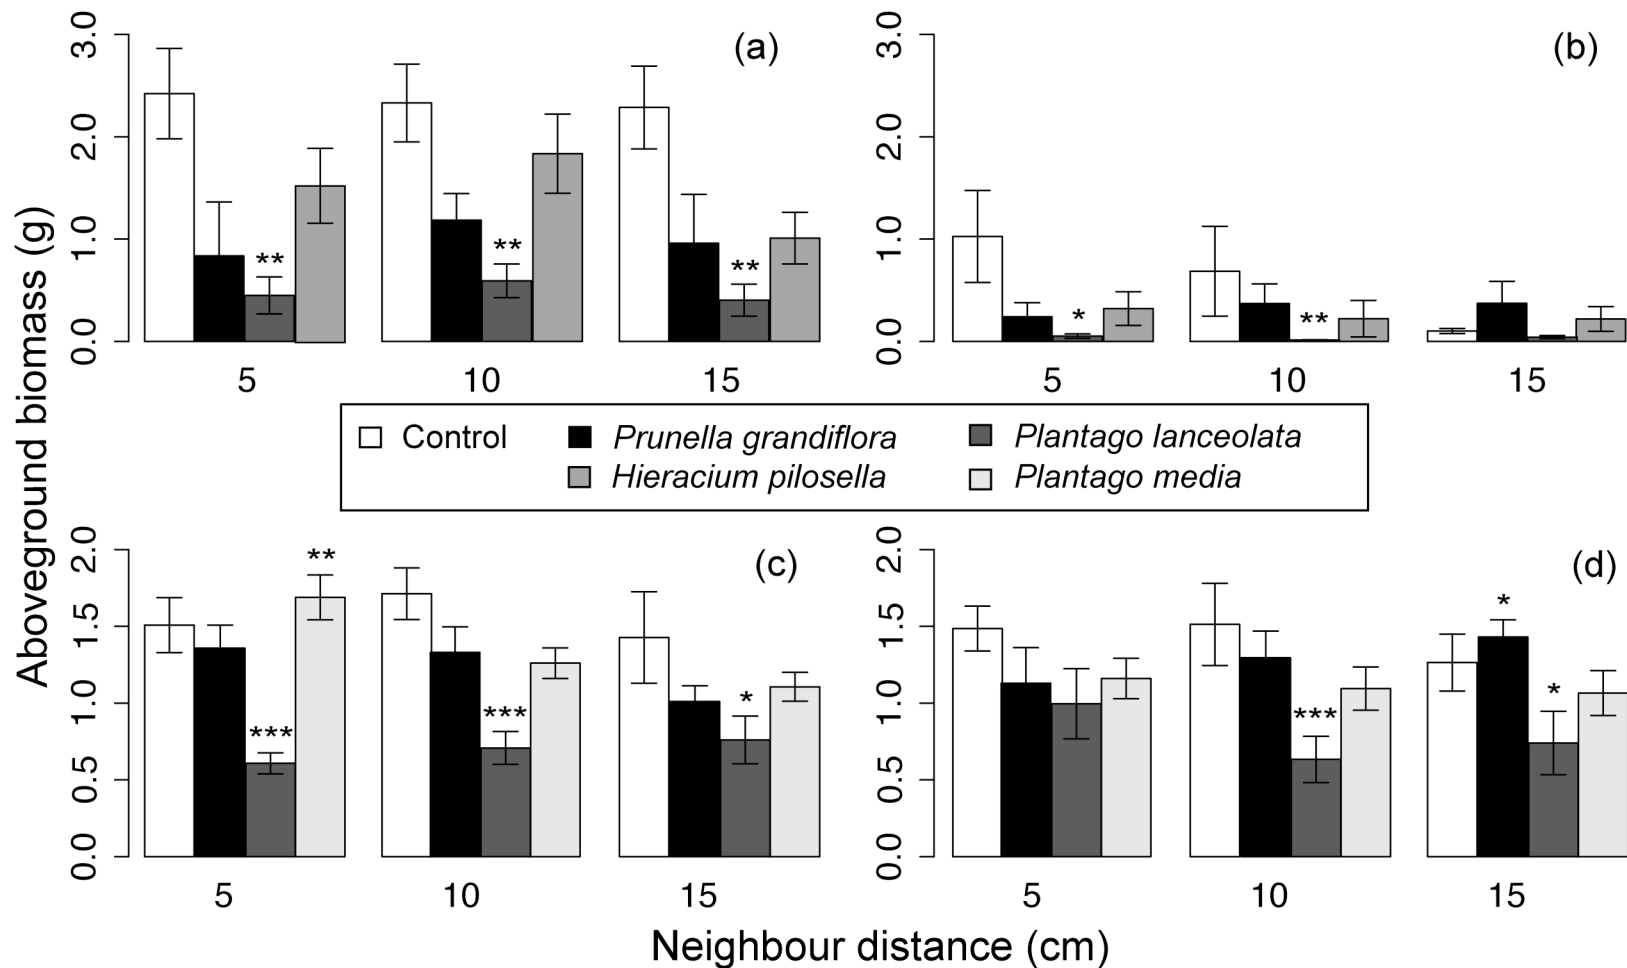 Aboveground biomass (g)
(a)
3.0
2.0
1.0
0.0
**
**
**
5 10 15
(b)
3.0
2.0
1.0
0.0
*
**
5 10 15
Control Prunella grandiflora Plantago lanceolata
Hieracium pilosella Plantago media
(c)
2.0
1.5
1.0
0.5
0.0
***
**
***
*
5 10 15
(d)
2.0
1.5
1.0
0.5
0.0
***
*
*
5 10 15
Neighbour distance (cm)